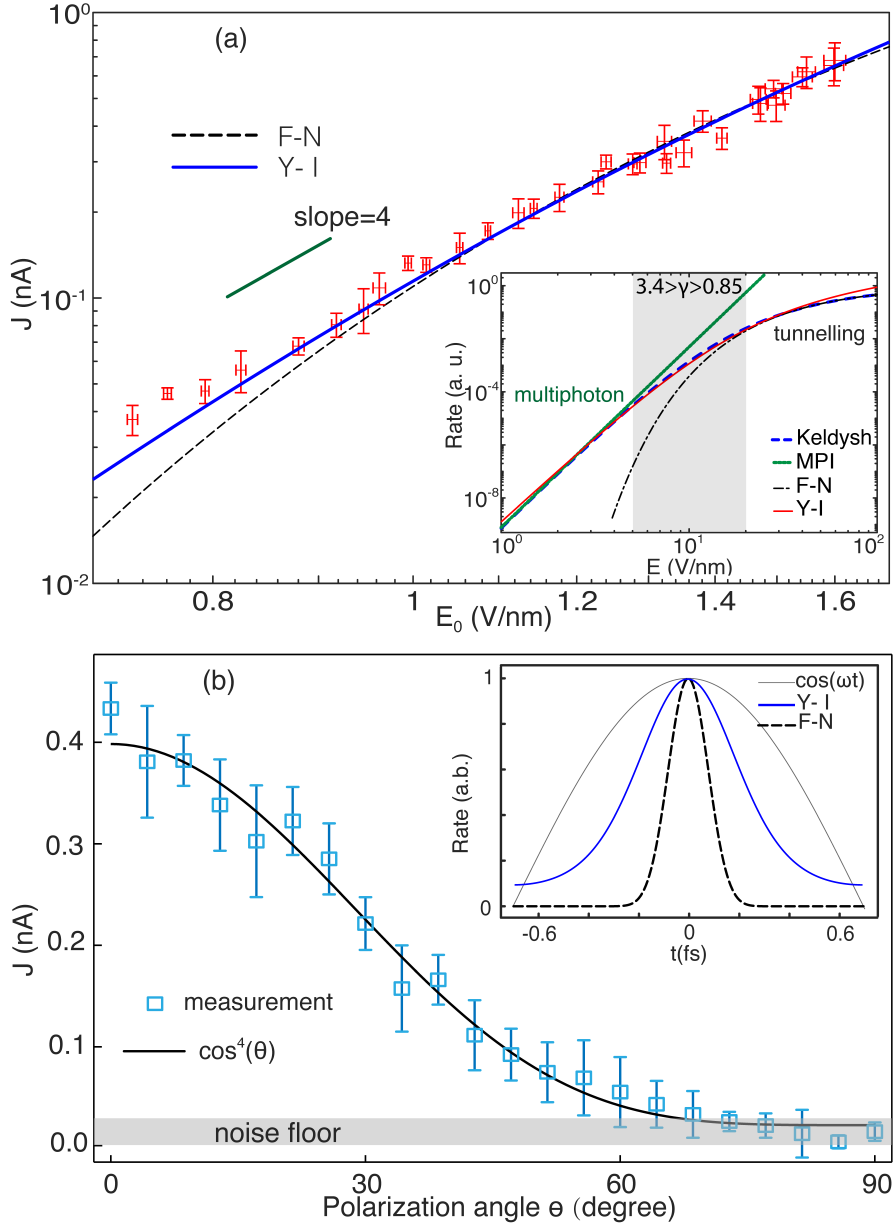 (a)
10⁰
10⁻¹
10⁻²
J (nA)
F-N
Y- I
slope=4
0.8
1
1.2
1.4
1.6
E₀ (V/nm)
3.4>γ>0.85
10⁰
10⁻⁴
10⁻⁸
Rate (a. u.)
tunnelling
multiphoton
Keldysh
MPI
F-N
Y-I
10⁰
10¹
10²
E (V/nm)
(b)
0.4
0.3
0.2
0.1
0.0
J (nA)
measurement
cos⁴(θ)
noise floor
0
30
60
90
Polarization angle ө (degree)
1
0
Rate (a.b.)
cos(ωt)
Y- I
F-N
-0.6
0
0.6
t(fs)